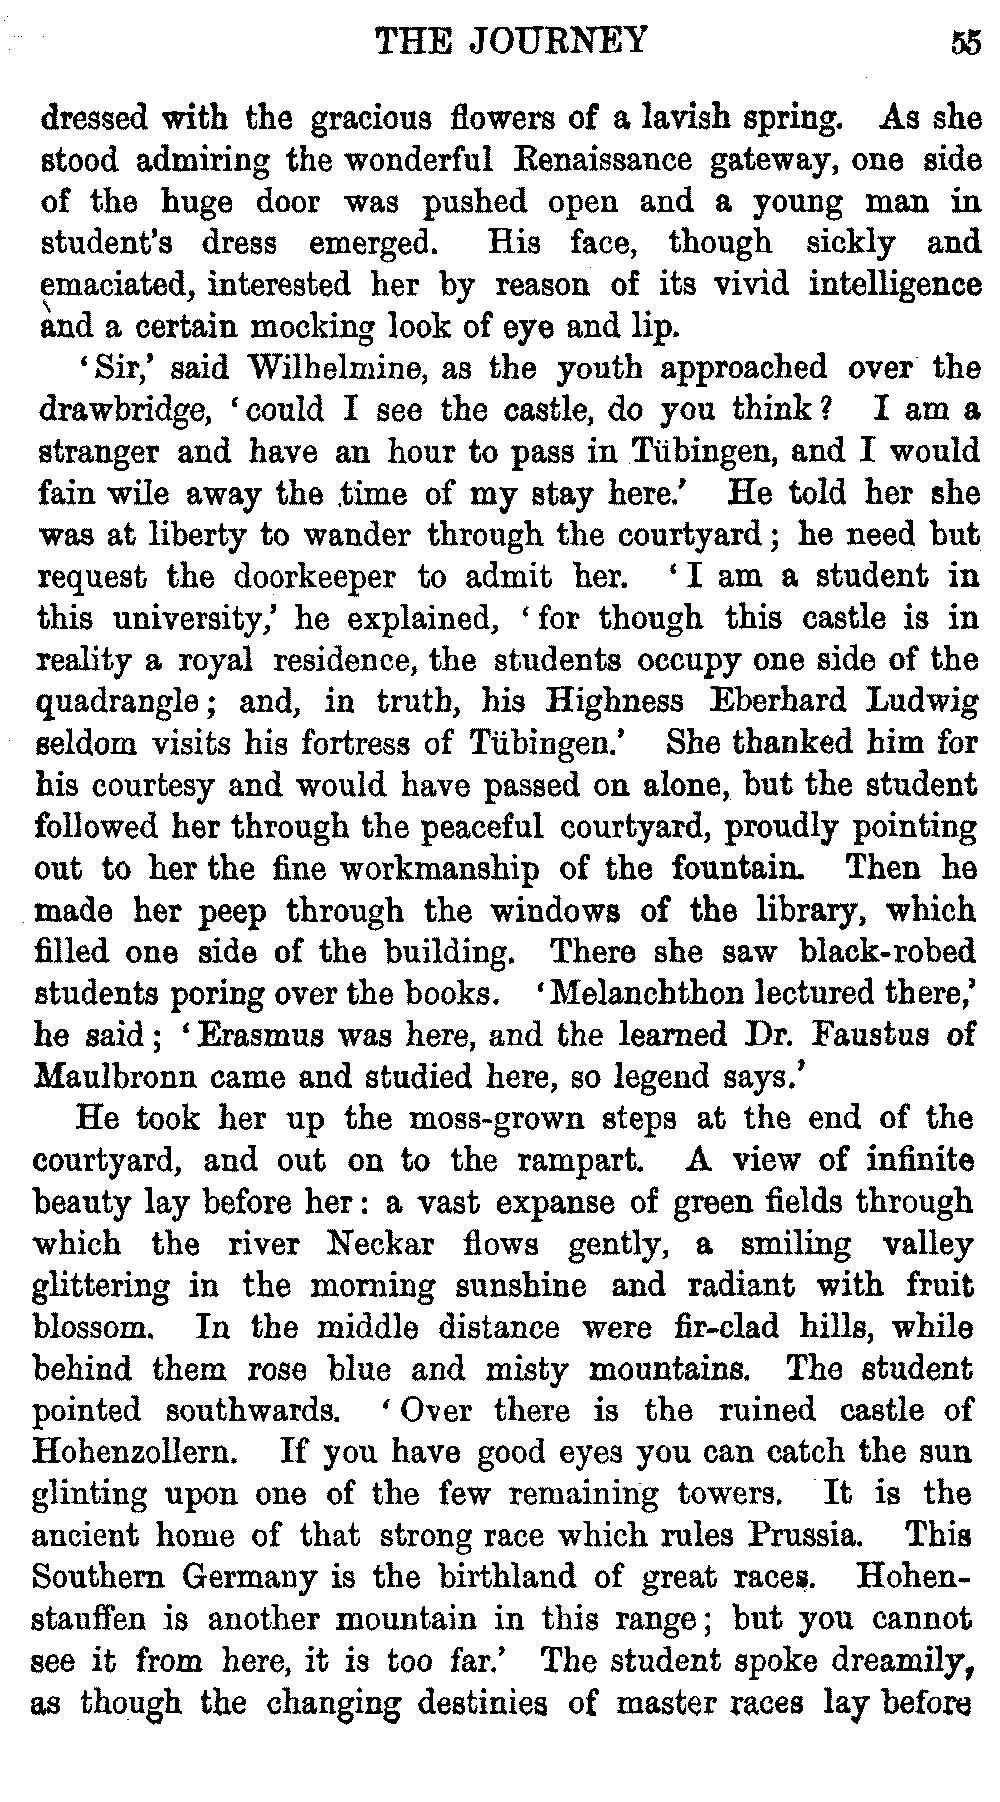 THE JOURNEY 55
dressed with the gracious flowers of a lavish spring. As she
stood admiring the wonderful Renaissance gateway, one side
of the huge door was pushed open and a young man in
student's dress emerged. His face, though sickly and
emaciated, interested her by reason of its vivid intelligence
and a certain mocking look of eye and lip.
'Sir,' said Wilhelmine, as the youth approached over the
drawbridge, 'could I see the castle, do you think? I am a
stranger and have an hour to pass in Tübingen, and I would
fain wile away the time of my stay here.' He told her she
was at liberty to wander through the courtyard; he need but
request the doorkeeper to admit her. 'I am a student in
this university,' he explained, 'for though this castle is in
reality a royal residence, the students occupy one side of the
quadrangle; and, in truth, his Highness Eberhard Ludwig
seldom visits his fortress of Tübingen.' She thanked him for
his courtesy and would have passed on alone, but the student
followed her through the peaceful courtyard, proudly pointing
out to her the fine workmanship of the fountain. Then he
made her peep through the windows of the library, which
filled one side of the building. There she saw black-robed
students poring over the books. 'Melanchthon lectured there,'
he said; 'Erasmus was here, and the learned Dr. Faustus of
Maulbronn came and studied here, so legend says.'
He took her up the moss-grown steps at the end of the
courtyard, and out on to the rampart. A view of infinite
beauty lay before her: a vast expanse of green fields through
which the river Neckar flows gently, a smiling valley
glittering in the morning sunshine and radiant with fruit
blossom. In the middle distance were fir-clad hills, while
behind them rose blue and misty mountains. The student
pointed southwards. 'Over there is the ruined castle of
Hohenzollern. If you have good eyes you can catch the sun
glinting upon one of the few remaining towers. It is the
ancient home of that strong race which rules Prussia. This
Southern Germany is the birthland of great races. Hohen-
stauffen is another mountain in this range; but you cannot
see it from here, it is too far.' The student spoke dreamily,
as though the changing destinies of master races lay before